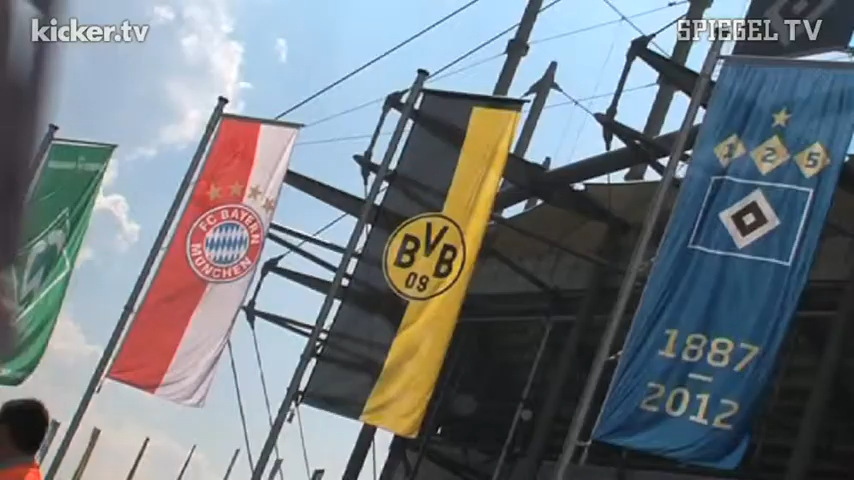 kicker.tv
SPIEGEL TV
FC BAYERN
MÜNCHEN
BVB
09
1 2 5
1887
–
2012